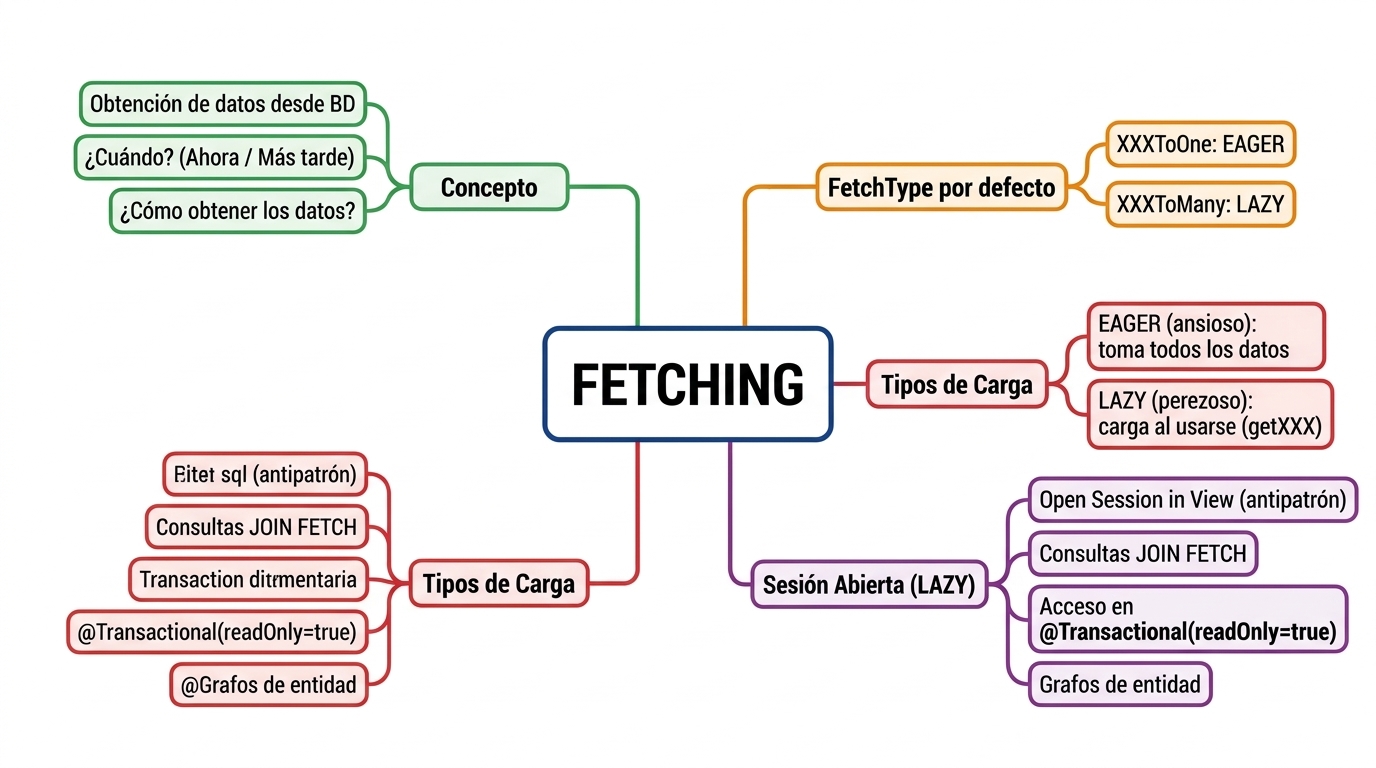 Obtención de datos desde BD
¿Cuándo? (Ahora / Más tarde)
¿Cómo obtener los datos?
Concepto
FetchType por defecto
XXXToOne: EAGER
XXXToMany: LAZY
FETCHING
Tipos de Carga
EAGER (ansioso):
toma todos los datos
LAZY (perezoso):
carga al usarse (getXXX)
sql (antipatrón)
Consultas JOIN FETCH
Transaction
@Transactional(readOnly=true)
@Grafos de entidad
Tipos de Carga
Sesión Abierta (LAZY)
Open Session in View (antipatrón)
Consultas JOIN FETCH
Acceso en
@Transactional(readOnly=true)
Grafos de entidad